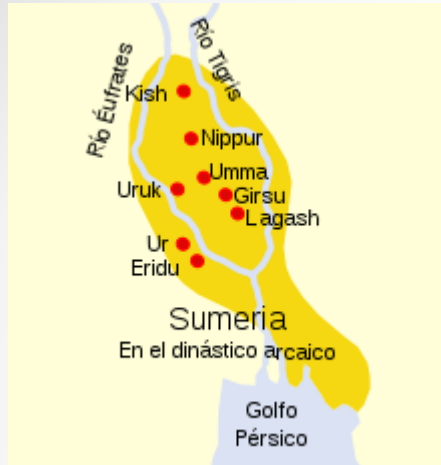 Río Éufrates
Río Tigris
Kish
Nippur
Umma
Uruk
Girsu
Lagash
Ur
Eridu
Sumeria
En el dinástico arcaico
Golfo
Pérsico